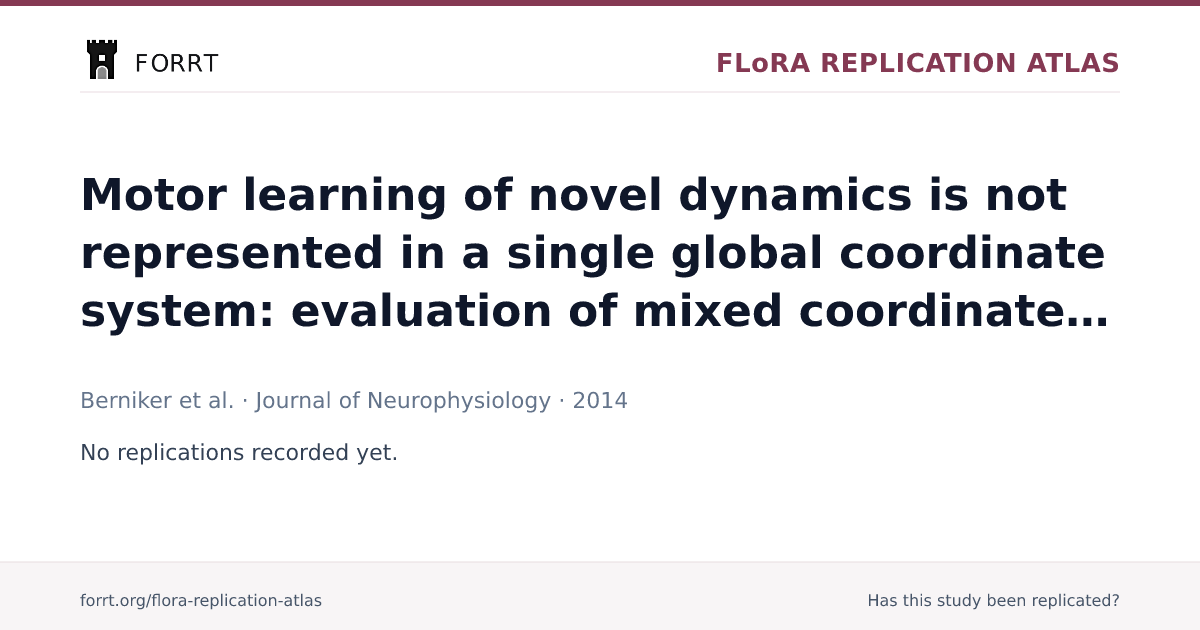 FORRT
FLoRA REPLICATION ATLAS
Motor learning of novel dynamics is not
represented in a single global coordinate
system: evaluation of mixed coordinate…
Berniker et al. · Journal of Neurophysiology · 2014
No replications recorded yet.
forrt.org/flora-replication-atlas
Has this study been replicated?